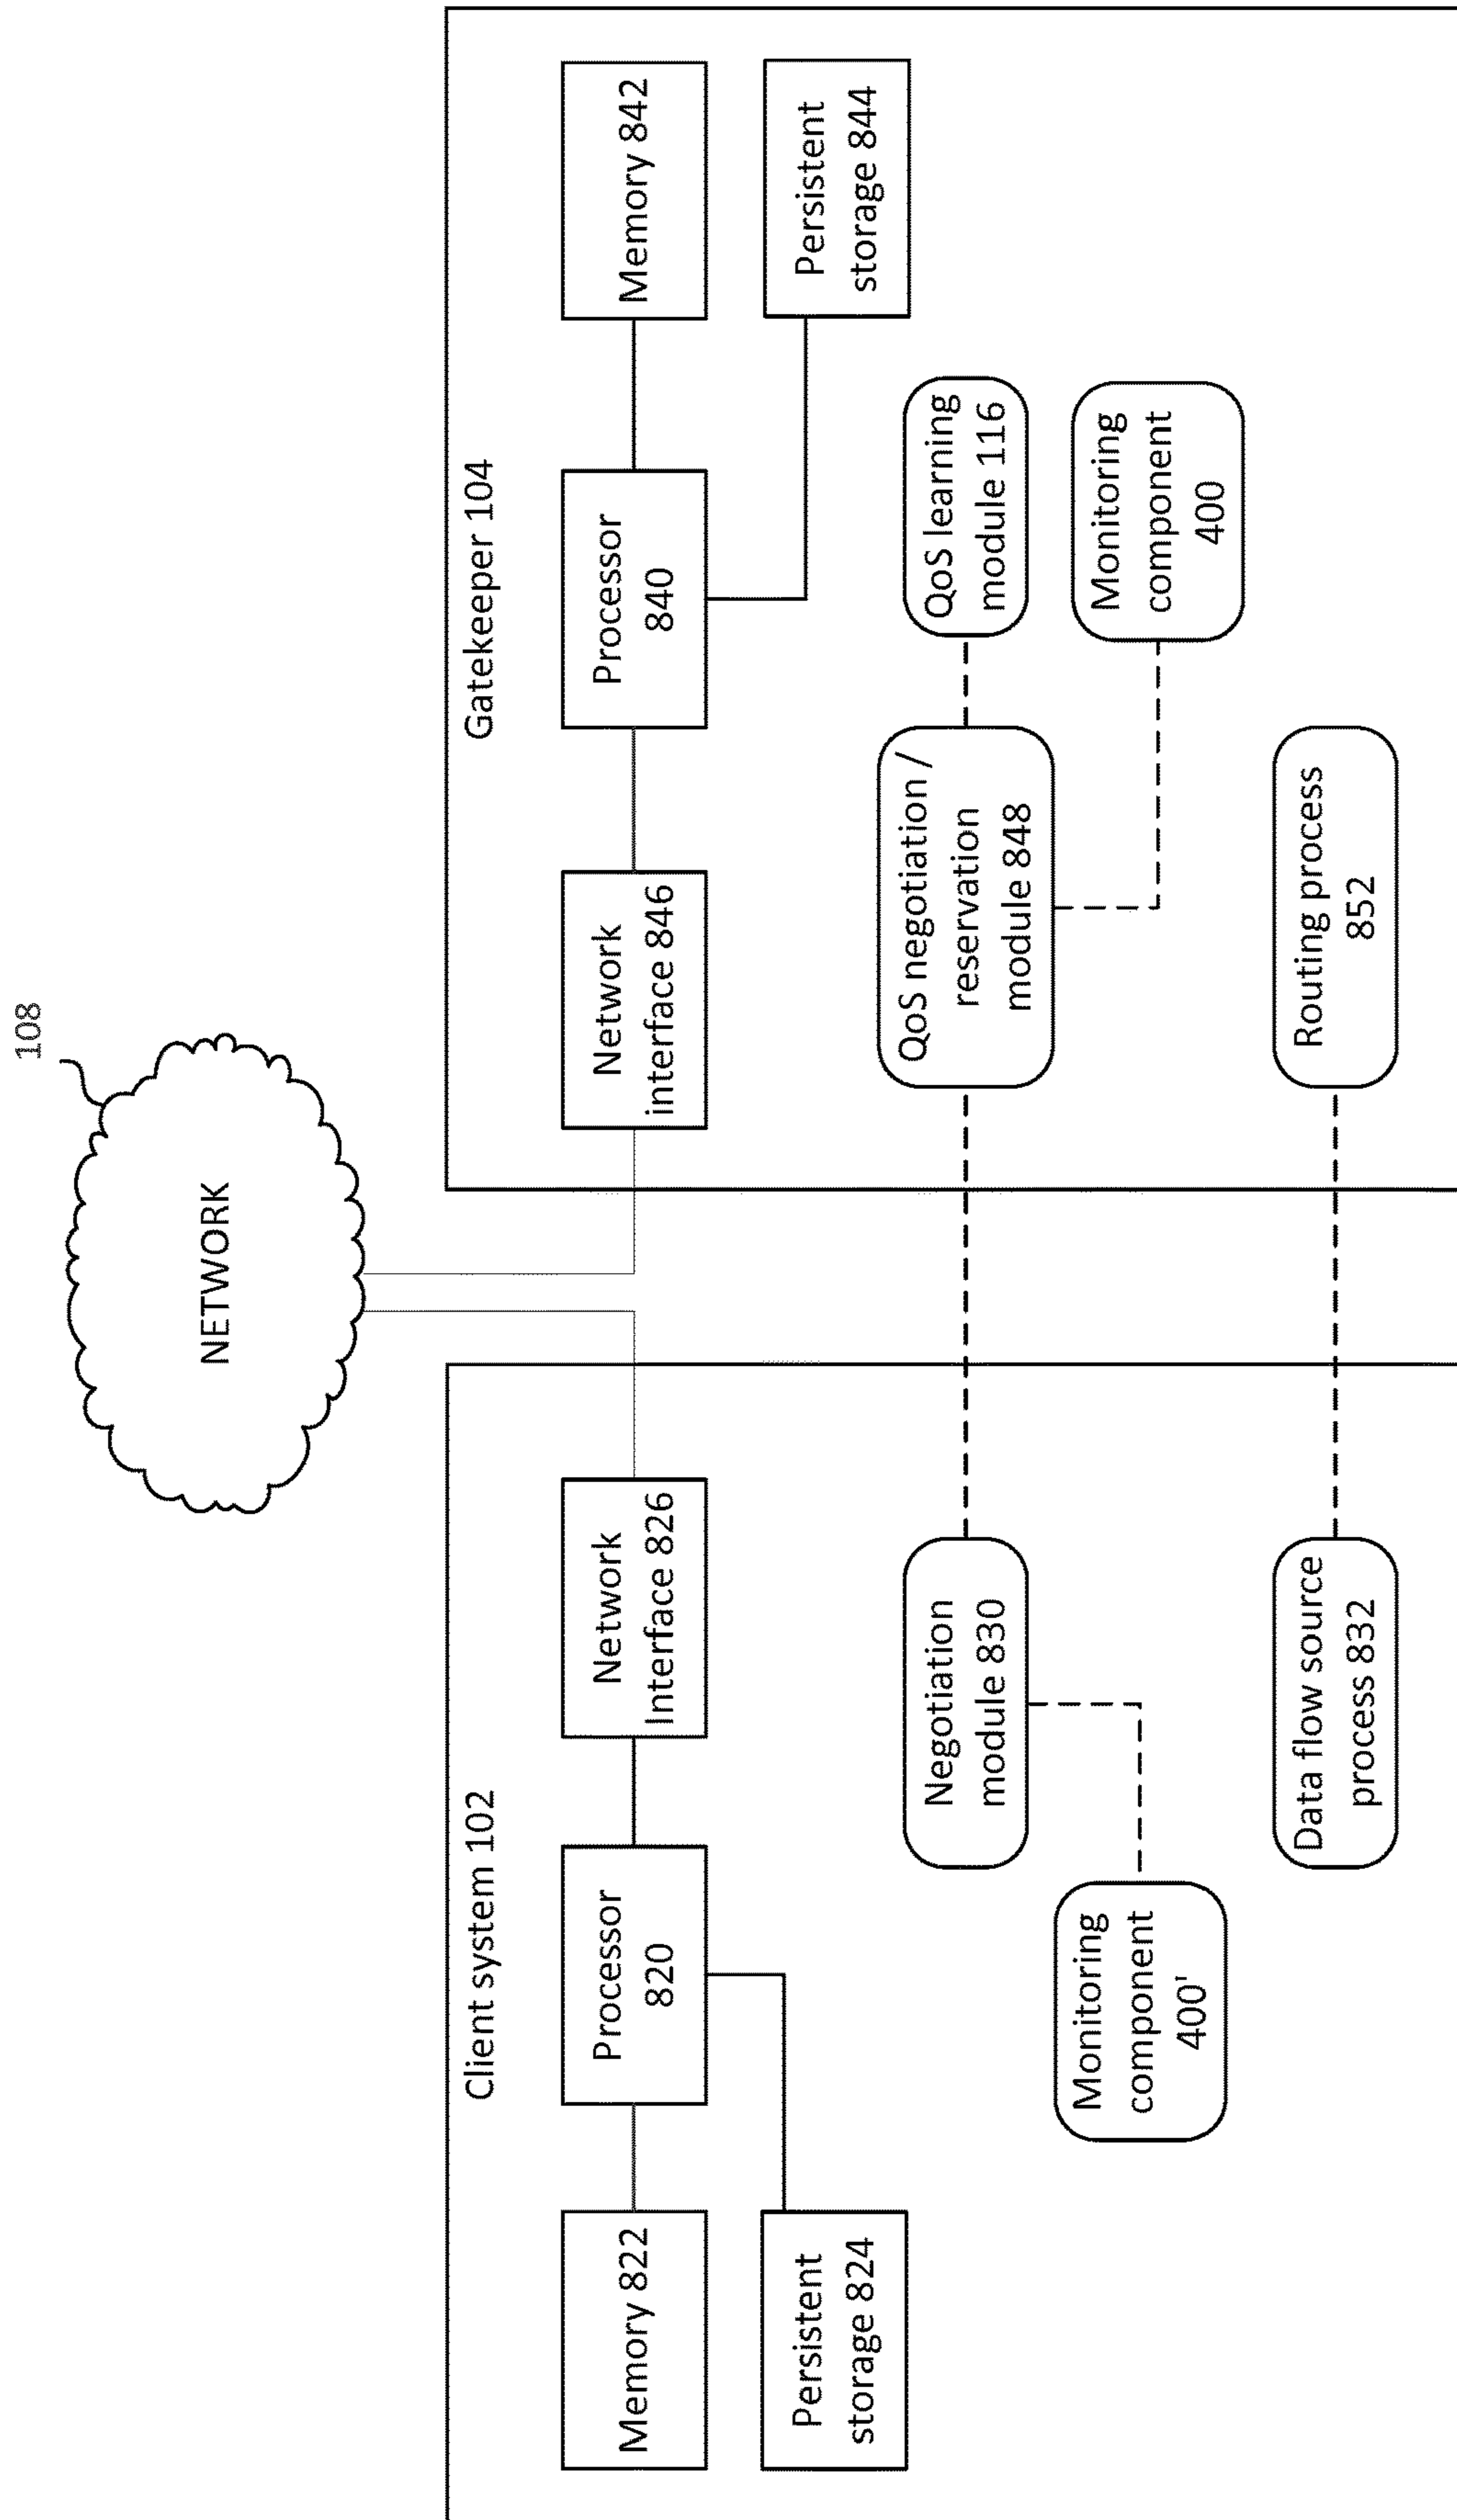 108
NETWORK
Client system 102
Memory 822
Processor
820
Network
Interface 826
Persistent
storage 824
Negotiation
module 830
Monitoring
component
400'
Data flow source
process 832
Gatekeeper 104
Network
interface 846
Processor
840
Memory 842
Persistent
storage 844
QoS negotiation /
reservation
module 848
QoS learning
module 116
Monitoring
component
400
Routing process
852